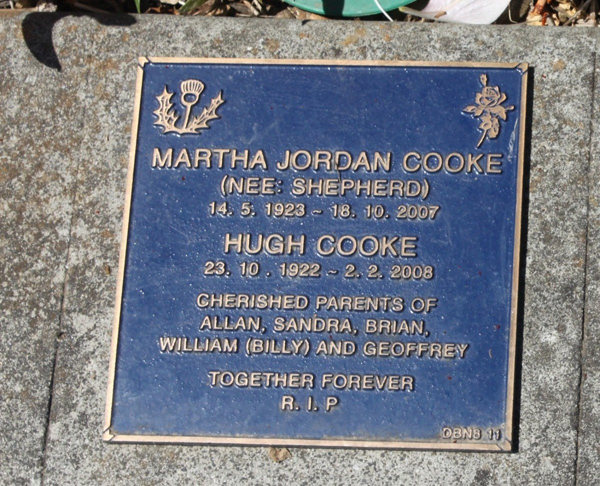 MARTHA JORDAN COOKE
(NEE: SHEPHERD)
14. 5. 1923 ~ 18. 10. 2007
HUGH COOKE
23. 10 . 1922 ~ 2. 2. 2008
CHERISHED PARENTS OF
ALLAN, SANDRA, BRIAN,
WILLIAM (BILLY) AND GEOFFREY
TOGETHER FOREVER
R. I. P
DBNB 11